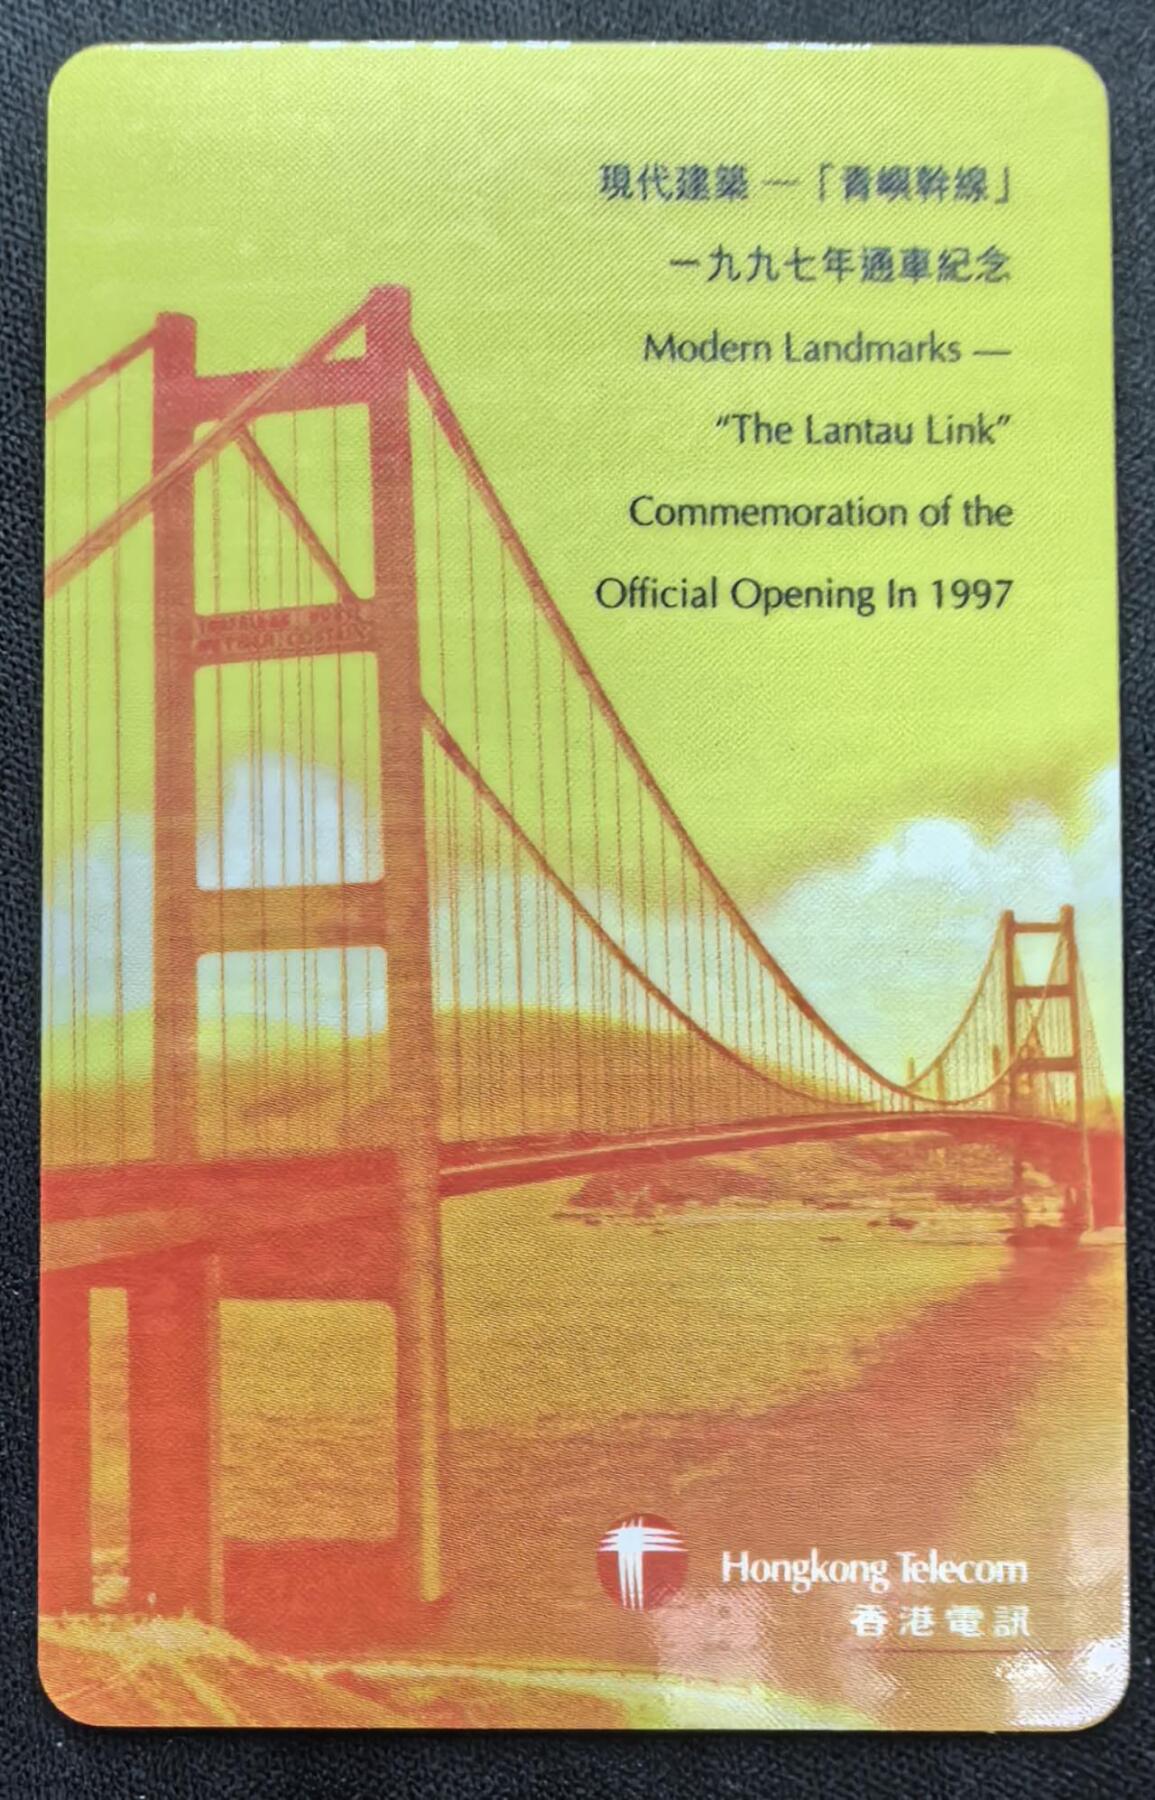 現代建築 —「青嶼幹線」
一九九七年通車紀念
Modern Landmarks —
“The Lantau Link”
Commemoration of the
Official Opening In 1997
Hongkong Telecom
香港電訊